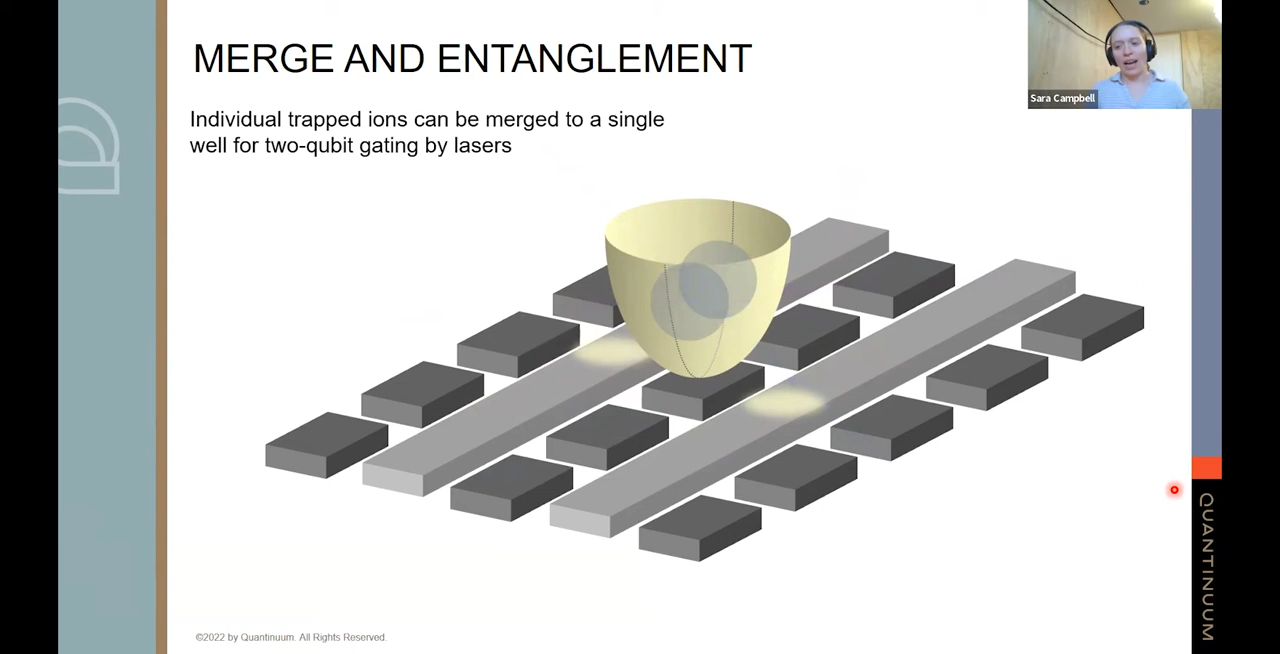 MERGE AND ENTANGLEMENT
Individual trapped ions can be merged to a single
well for two-qubit gating by lasers
Sara Campbell
QUANTINUUM
©2022 by Quantinuum. All Rights Reserved.